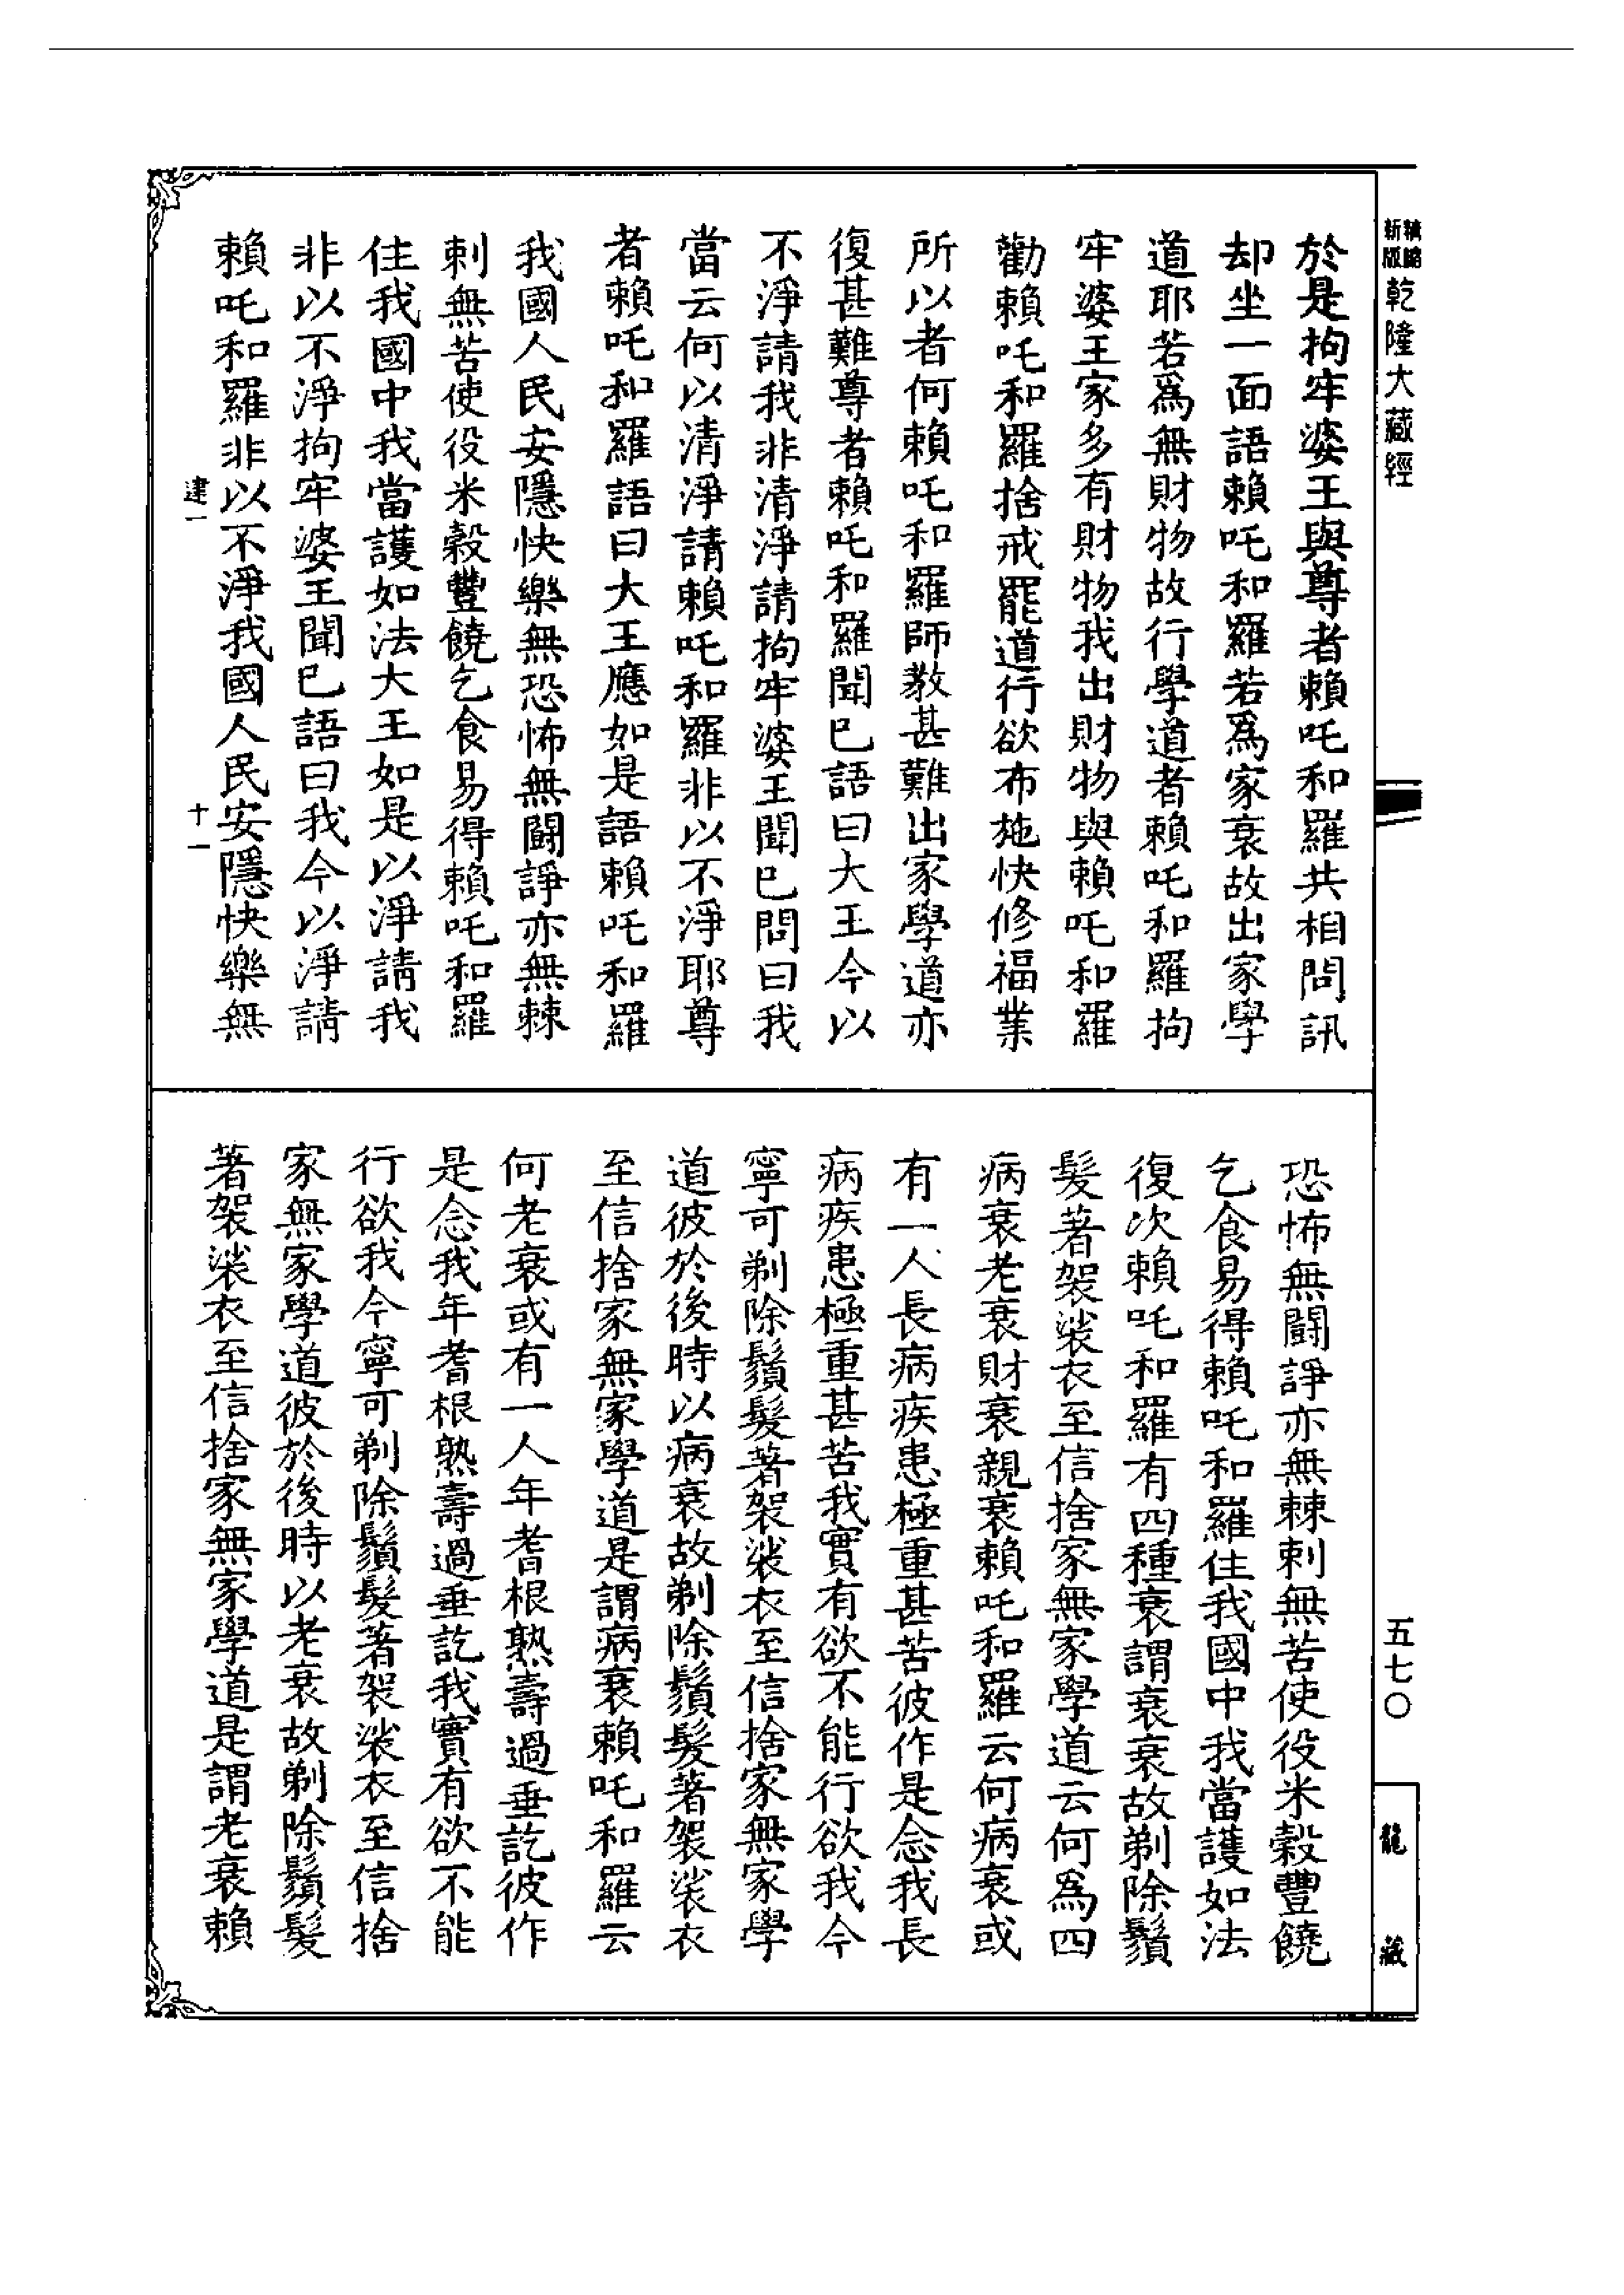 新版
乾隆大藏經
於是拘牢婆王與尊者賴吒和羅共相問訊
却坐一面語賴吒和羅若爲家衰故出家學
道耶若爲無財物故行學道者賴吒和羅拘
牢婆王家多有財物我出財物與賴吒和羅
勸賴吒和羅捨戒罷道行欲布施快修福業
所以者何賴吒和羅師教甚難出家學道亦
復甚難尊者賴吒和羅聞已語曰大王今以
不淨請我非清淨請拘牢婆王聞已問曰我
當云何以清淨請賴吒和羅非以不淨耶尊
者賴吒和羅語曰大王應如是語賴吒和羅
我國人民安隱快樂無恐怖無鬪諍亦無棘
刺無苦使役米穀豐饒乞食易得賴吒和羅
住我國中我當護如法大王如是以淨請我
非以不淨拘牢婆王聞已語曰我今以淨請
賴吒和羅非以不淨我國人民安隱快樂無
建一
十一
恐怖無鬪諍亦無棘刺無苦使役米穀豐饒
乞食易得賴吒和羅住我國中我當護如法
復次賴吒和羅有四種衰謂衰衰故剃除鬚
髮著袈裟衣至信捨家無家學道云何爲四
病衰老衰財衰親衰賴吒和羅云何病衰或
有一人長病疾患極重甚苦彼作是念我長
病疾患極重甚苦我實有欲不能行欲我今
寧可剃除鬚髮著袈裟衣至信捨家無家學
道彼於後時以病衰故剃除鬚髮著袈裟衣
至信捨家無家學道是謂病衰賴吒和羅云
何老衰或有一人年耆根熟壽過垂訖彼作
是念我年耆根熟壽過垂訖我實有欲不能
行欲我今寧可剃除鬚髮著袈裟衣至信捨
家無家學道彼於後時以老衰故剃除鬚髮
著袈裟衣至信捨家無家學道是謂老衰賴
五七〇
龍藏